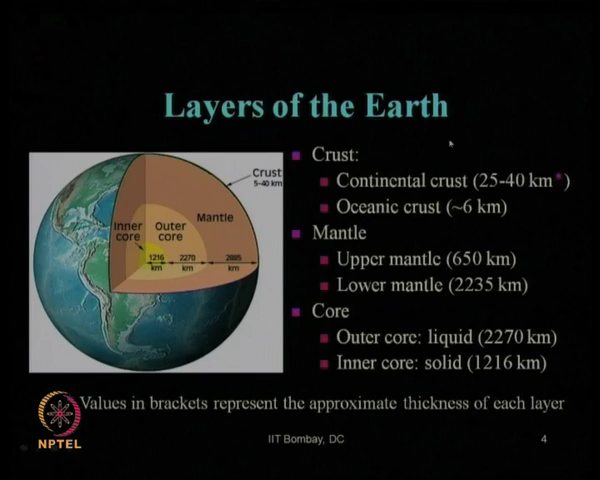 Layers of the Earth
Crust
5-40 km
Mantle
Inner
core
Outer
core
1216
km
2270
km
2885
km
Crust:
Continental crust (25-40 km*)
Oceanic crust (~6 km)
Mantle
Upper mantle (650 km)
Lower mantle (2235 km)
Core
Outer core: liquid (2270 km)
Inner core: solid (1216 km)
Values in brackets represent the approximate thickness of each layer
NPTEL
IIT Bombay, DC
4